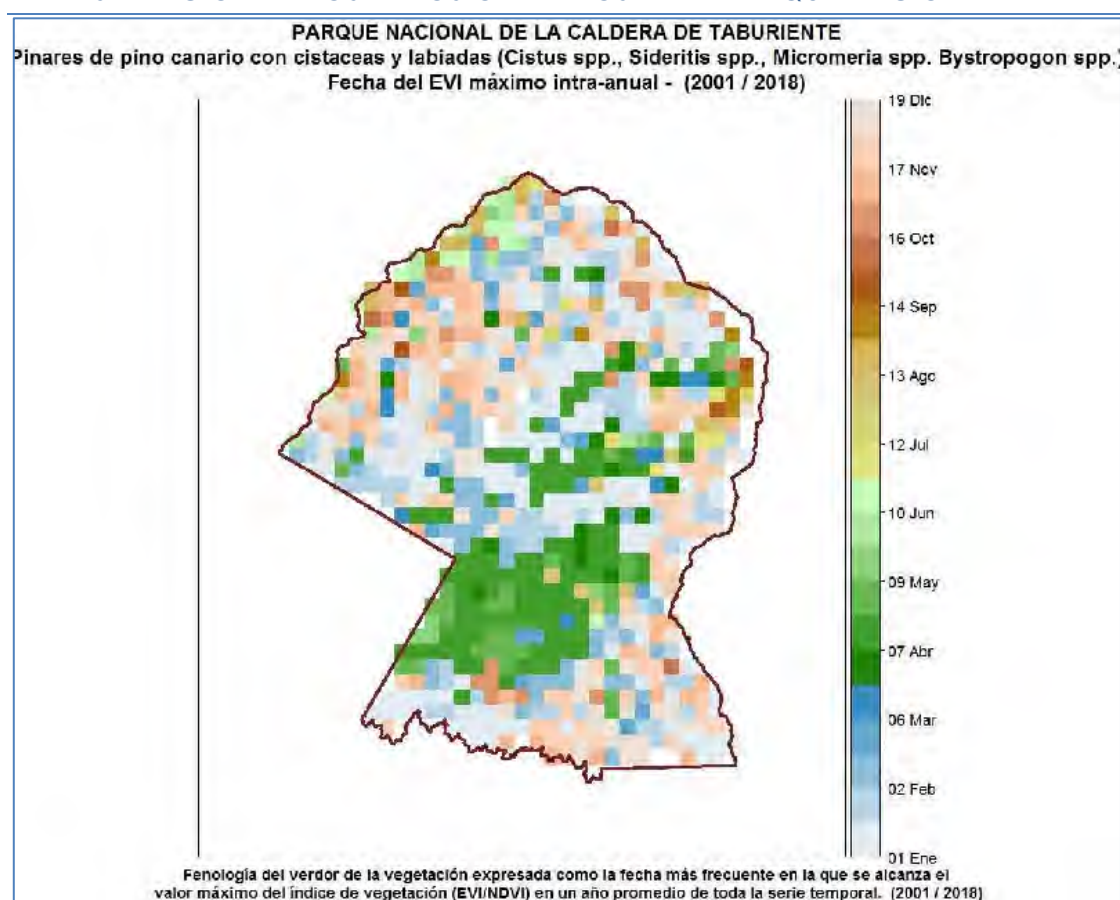 PARQUE NACIONAL DE LA CALDERA DE TABURIENTE
Pinares de pino canario con cistaceas y labiadas (Cistus spp., Sideritis spp., Micromeria spp. Bystropogon spp.)
Fecha del EVI máximo intra-anual - (2001 / 2018)
19 Dic
17 Nov
16 Oct
14 Sep
13 Ago
12 Jul
10 Jun
09 May
07 Abr
06 Mar
02 Feb
01 Ene
Fenología del verdor de la vegetación expresada como la fecha más frecuente en la que se alcanza el
valor máximo del índice de vegetación (EVI/NDVI) en un año promedio de toda la serie temporal. (2001 / 2018)